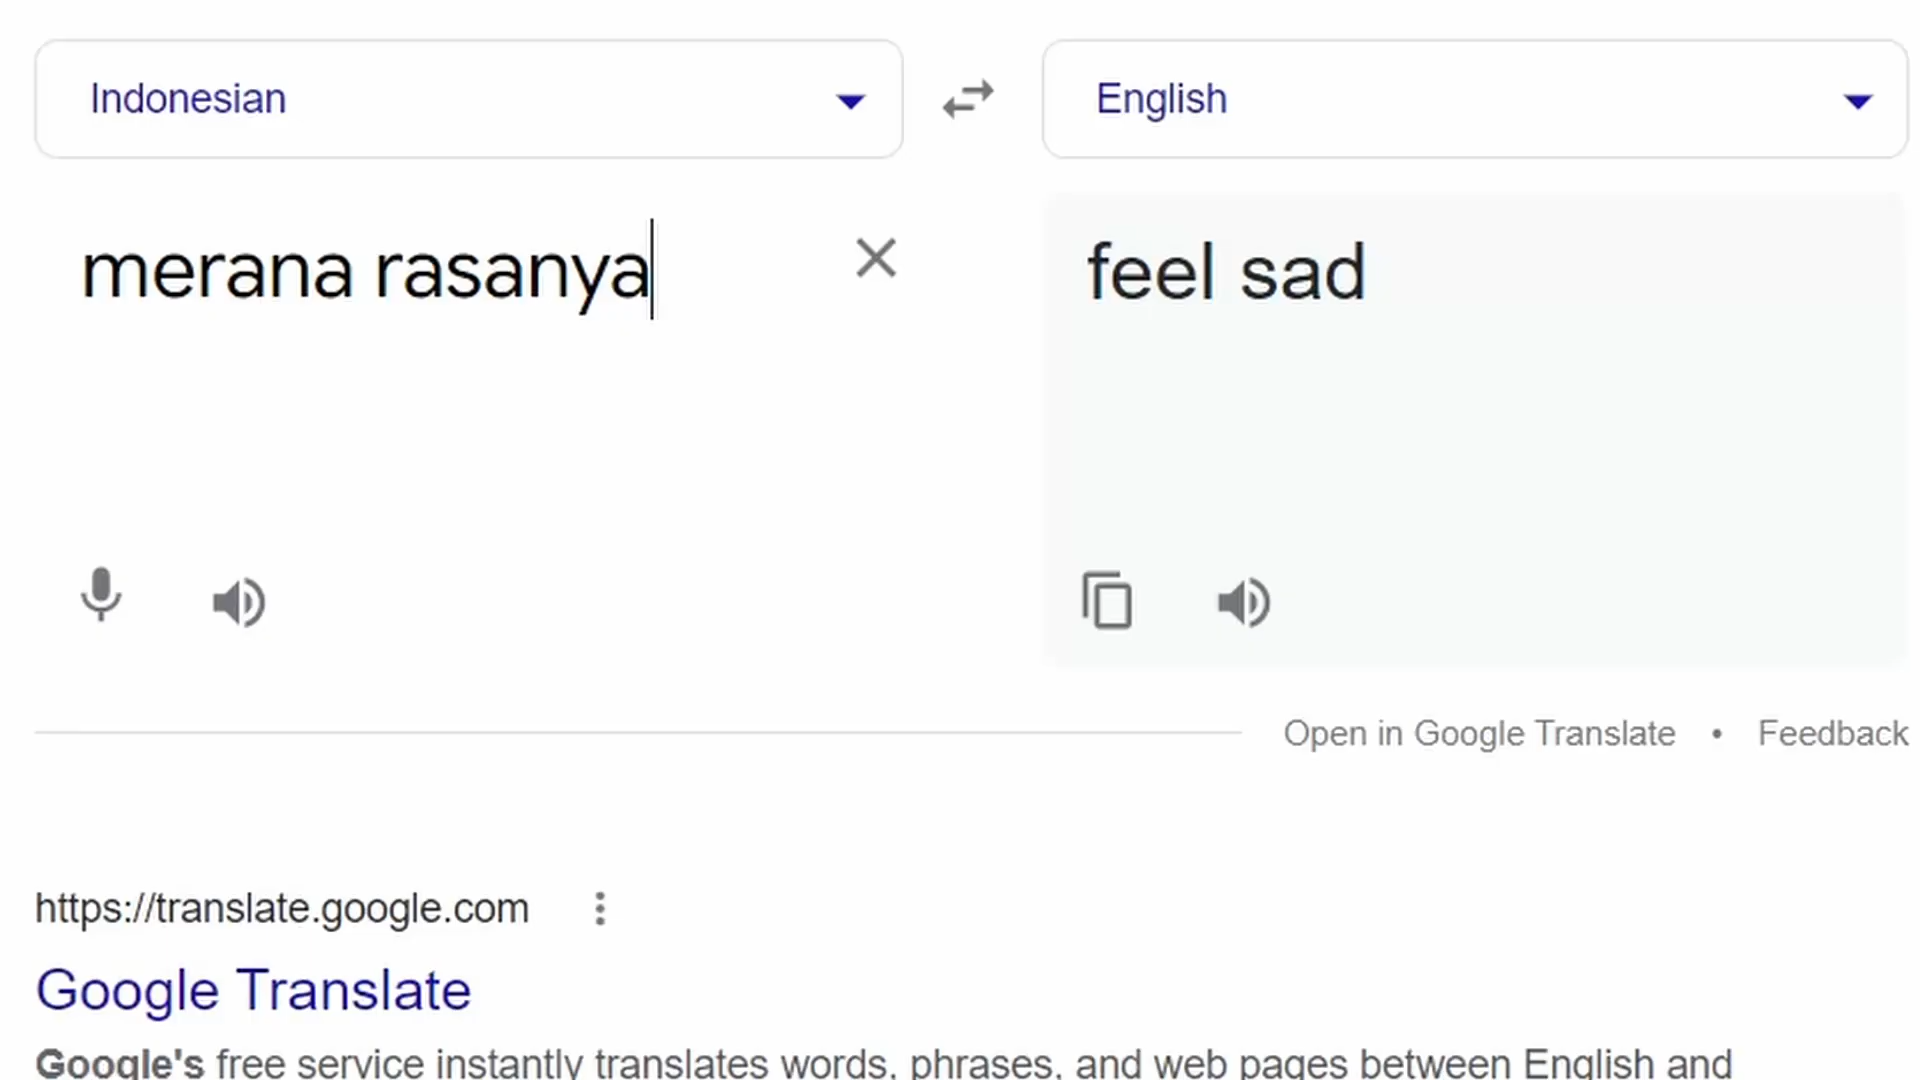 Indonesian
English
merana rasanya
feel sad
Open in Google Translate • Feedback
https://translate.google.com
Google Translate
Google's free service instantly translates words, phrases, and web pages between English and